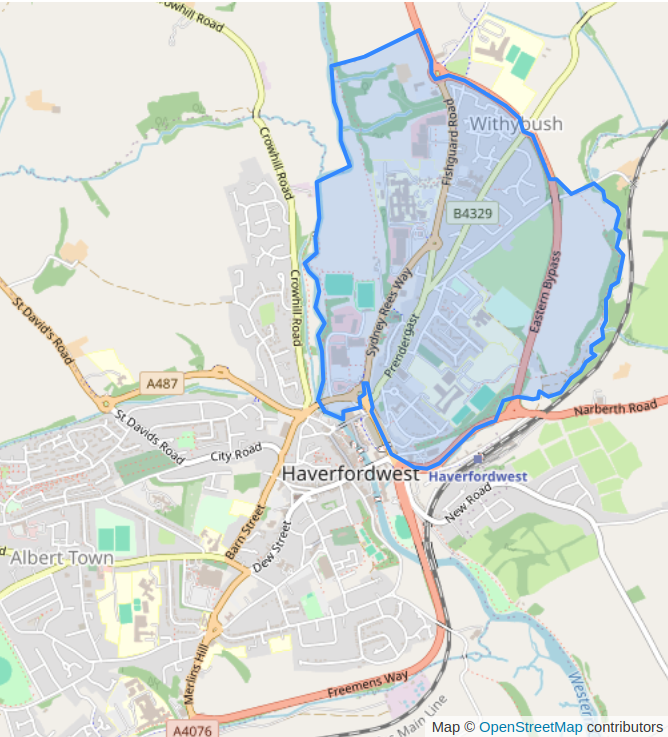 Crowhill Road
Withybush
Fishguard Road
Crowhill Road
B4329
Eastern Bypass
Crowhill Road
St David's Road
Sydney Rees Way
Prendergast
A487
St Davids Road
Narberth Road
City Road
Haverfordwest
Haverfordwest
New Road
Barn Street
Dew Street
Albert Town
Merlins Hill
Freemens Way
Wester
s Main Line
A4076
Map © OpenStreetMap contributors